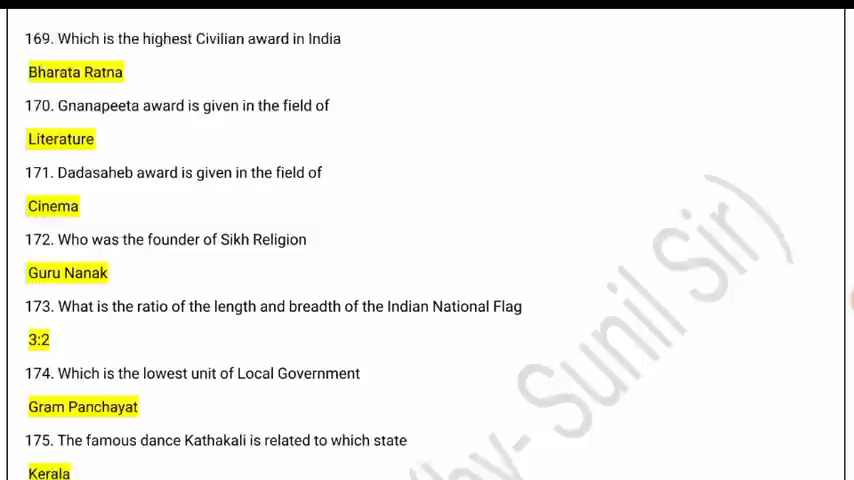 169. Which is the highest Civilian award in India
Bharata Ratna
170. Gnanapeeta award is given in the field of
Literature
171. Dadasaheb award is given in the field of
Cinema
172. Who was the founder of Sikh Religion
Guru Nanak
173. What is the ratio of the length and breadth of the Indian National Flag
3:2
174. Which is the lowest unit of Local Government
Gram Panchayat
175. The famous dance Kathakali is related to which state
Kerala
(by- Sunil Sir)